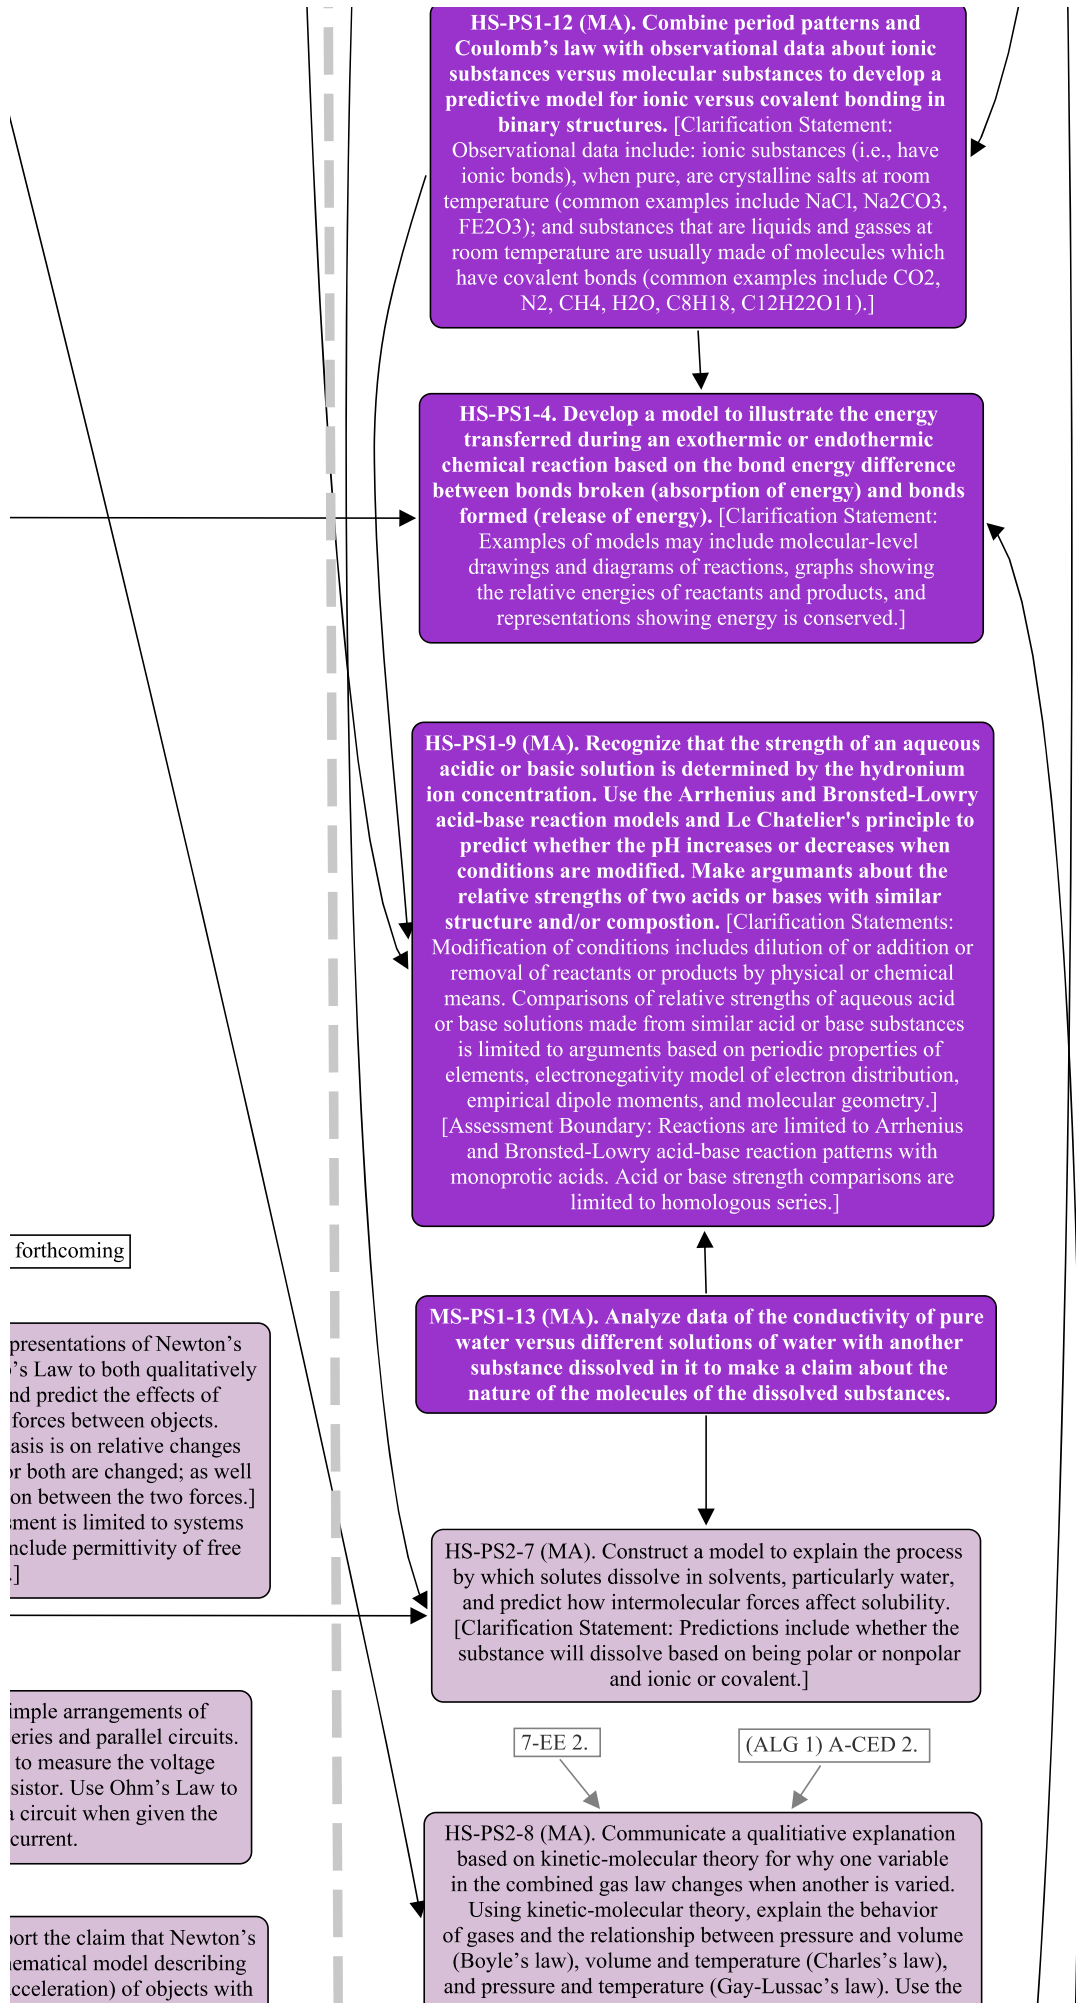 HS-PS1-12 (MA). Combine period patterns and
Coulomb’s law with observational data about ionic
substances versus molecular substances to develop a
predictive model for ionic versus covalent bonding in
binary structures. [Clarification Statement:
Observational data include: ionic substances (i.e., have
ionic bonds), when pure, are crystalline salts at room
temperature (common examples include NaCl, Na2CO3,
FE2O3); and substances that are liquids and gasses at
room temperature are usually made of molecules which
have covalent bonds (common examples include CO2,
N2, CH4, H2O, C8H18, C12H22O11).]
HS-PS1-4. Develop a model to illustrate the energy
transferred during an exothermic or endothermic
chemical reaction based on the bond energy difference
between bonds broken (absorption of energy) and bonds
formed (release of energy). [Clarification Statement:
Examples of models may include molecular-level
drawings and diagrams of reactions, graphs showing
the relative energies of reactants and products, and
representations showing energy is conserved.]
HS-PS1-9 (MA). Recognize that the strength of an aqueous
acidic or basic solution is determined by the hydronium
ion concentration. Use the Arrhenius and Bronsted-Lowry
acid-base reaction models and Le Chatelier's principle to
predict whether the pH increases or decreases when
conditions are modified. Make argumants about the
relative strengths of two acids or bases with similar
structure and/or compostion. [Clarification Statements:
Modification of conditions includes dilution of or addition or
removal of reactants or products by physical or chemical
means. Comparisons of relative strengths of aqueous acid
or base solutions made from similar acid or base substances
is limited to arguments based on periodic properties of
elements, electronegativity model of electron distribution,
empirical dipole moments, and molecular geometry.]
[Assessment Boundary: Reactions are limited to Arrhenius
and Bronsted-Lowry acid-base reaction patterns with
monoprotic acids. Acid or base strength comparisons are
limited to homologous series.]
forthcoming
MS-PS1-13 (MA). Analyze data of the conductivity of pure
water versus different solutions of water with another
substance dissolved in it to make a claim about the
nature of the molecules of the dissolved substances.
presentations of Newton’s
’s Law to both qualitatively
nd predict the effects of
forces between objects.
asis is on relative changes
or both are changed; as well
on between the two forces.]
sment is limited to systems
nclude permittivity of free
.]
HS-PS2-7 (MA). Construct a model to explain the process
by which solutes dissolve in solvents, particularly water,
and predict how intermolecular forces affect solubility.
[Clarification Statement: Predictions include whether the
substance will dissolve based on being polar or nonpolar
and ionic or covalent.]
imple arrangements of
eries and parallel circuits.
to measure the voltage
sistor. Use Ohm’s Law to
a circuit when given the
current.
7-EE 2.
(ALG 1) A-CED 2.
HS-PS2-8 (MA). Communicate a qualitiative explanation
based on kinetic-molecular theory for why one variable
in the combined gas law changes when another is varied.
Using kinetic-molecular theory, explain the behavior
of gases and the relationship between pressure and volume
(Boyle’s law), volume and temperature (Charles’s law),
and pressure and temperature (Gay-Lussac’s law). Use the
port the claim that Newton’s
hematical model describing
cceleration) of objects with